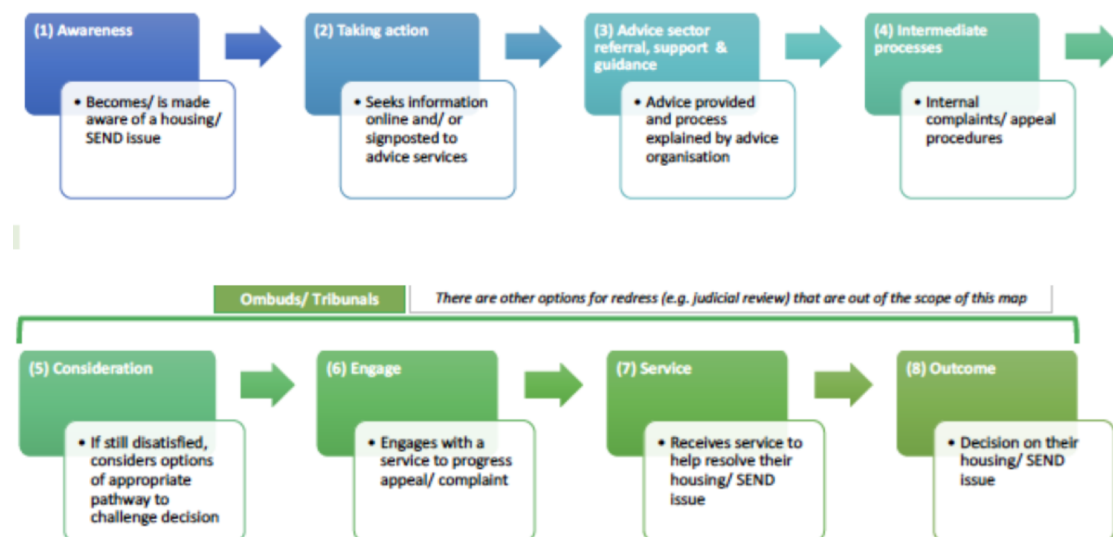 (1) Awareness
• Becomes/ is made
aware of a housing/
SEND issue
(2) Taking action
• Seeks information
online and/ or
signposted to
advice services
(3) Advice sector
referral, support &
guidance
• Advice provided
and process
explained by advice
organisation
(4) Intermediate
processes
• Internal
complaints/ appeal
procedures
Ombuds/ Tribunals
There are other options for redress (e.g. judicial review) that are out of the scope of this map
(5) Consideration
• If still disatisfied,
considers options
of appropriate
pathway to
challenge decision
(6) Engage
• Engages with a
service to progress
appeal/ complaint
(7) Service
• Receives service to
help resolve their
housing/ SEND
issue
(8) Outcome
• Decision on their
housing/ SEND
issue